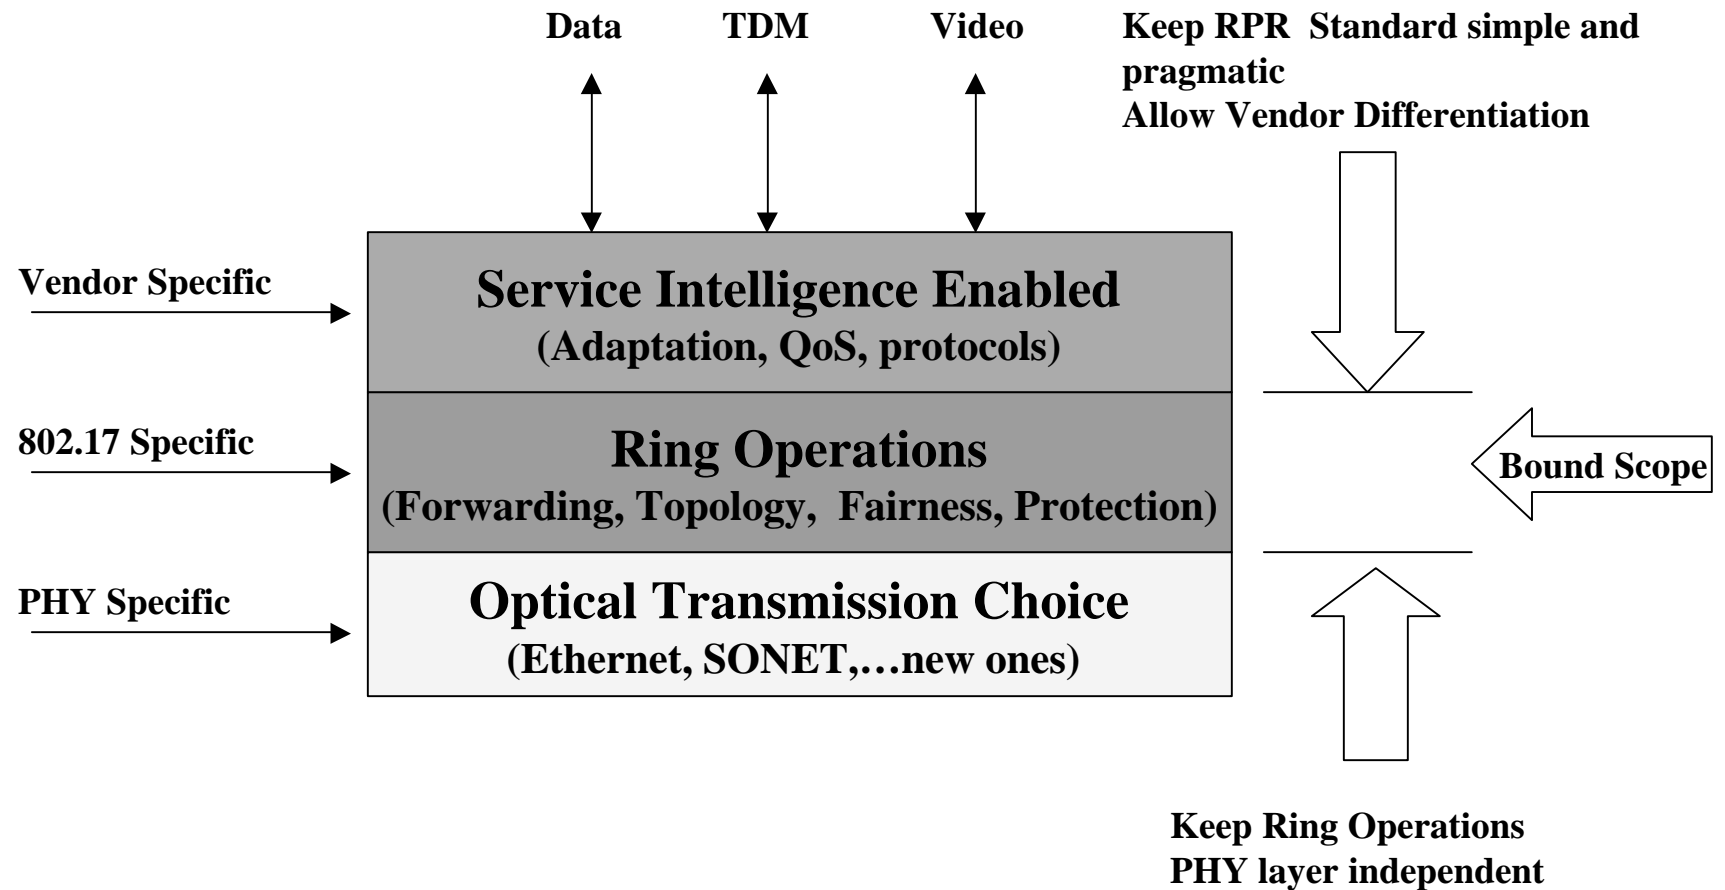 Data TDM Video
Keep RPR Standard simple and
pragmatic
Allow Vendor Differentiation
Vendor Specific
Service Intelligence Enabled
(Adaptation, QoS, protocols)
802.17 Specific
Ring Operations
(Forwarding, Topology, Fairness, Protection)
Bound Scope
PHY Specific
Optical Transmission Choice
(Ethernet, SONET,…new ones)
Keep Ring Operations
PHY layer independent